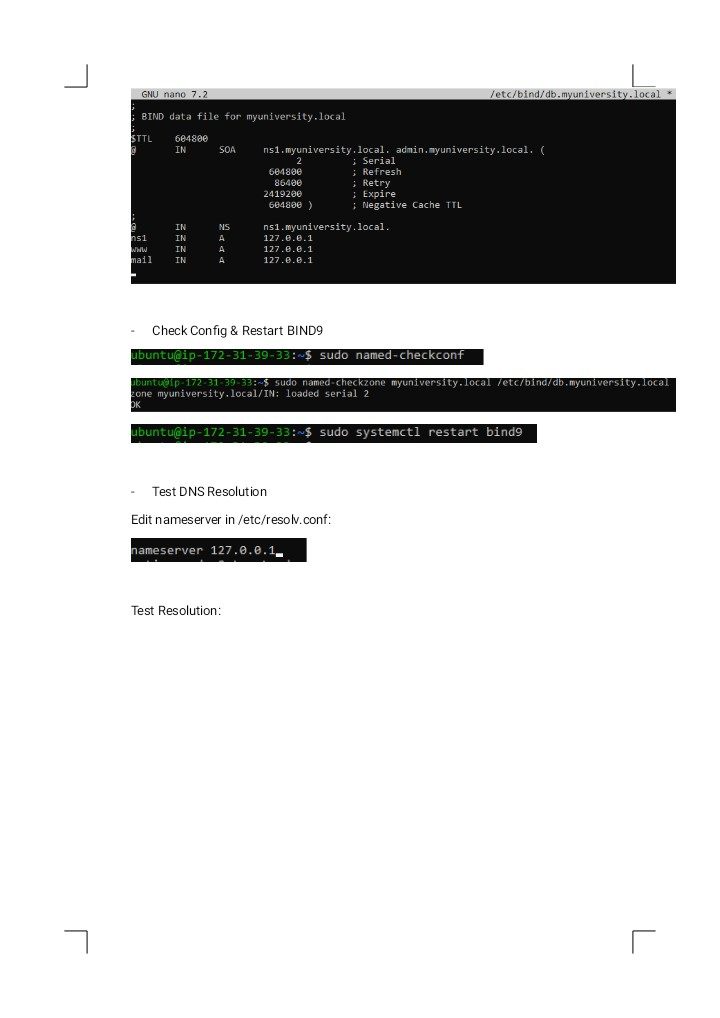 GNU nano 7.2 /etc/bind/db.myuniversity.local *
;
; BIND data file for myuniversity.local
;
$TTL 604800
@ IN SOA ns1.myuniversity.local. admin.myuniversity.local. (
2 ; Serial
604800 ; Refresh
86400 ; Retry
2419200 ; Expire
604800 ) ; Negative Cache TTL
;
@ IN NS ns1.myuniversity.local.
ns1 IN A 127.0.0.1
www IN A 127.0.0.1
mail IN A 127.0.0.1
- Check Config & Restart BIND9
ubuntu@ip-172-31-39-33:~$ sudo named-checkconf
ubuntu@ip-172-31-39-33:~$ sudo named-checkzone myuniversity.local /etc/bind/db.myuniversity.local
zone myuniversity.local/IN: loaded serial 2
OK
ubuntu@ip-172-31-39-33:~$ sudo systemctl restart bind9
- Test DNS Resolution
Edit nameserver in /etc/resolv.conf:
nameserver 127.0.0.1
Test Resolution: